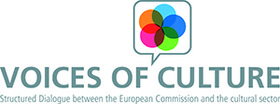 VOICES OF CULTURE
Structured Dialogue between the European Commission and the cultural sector